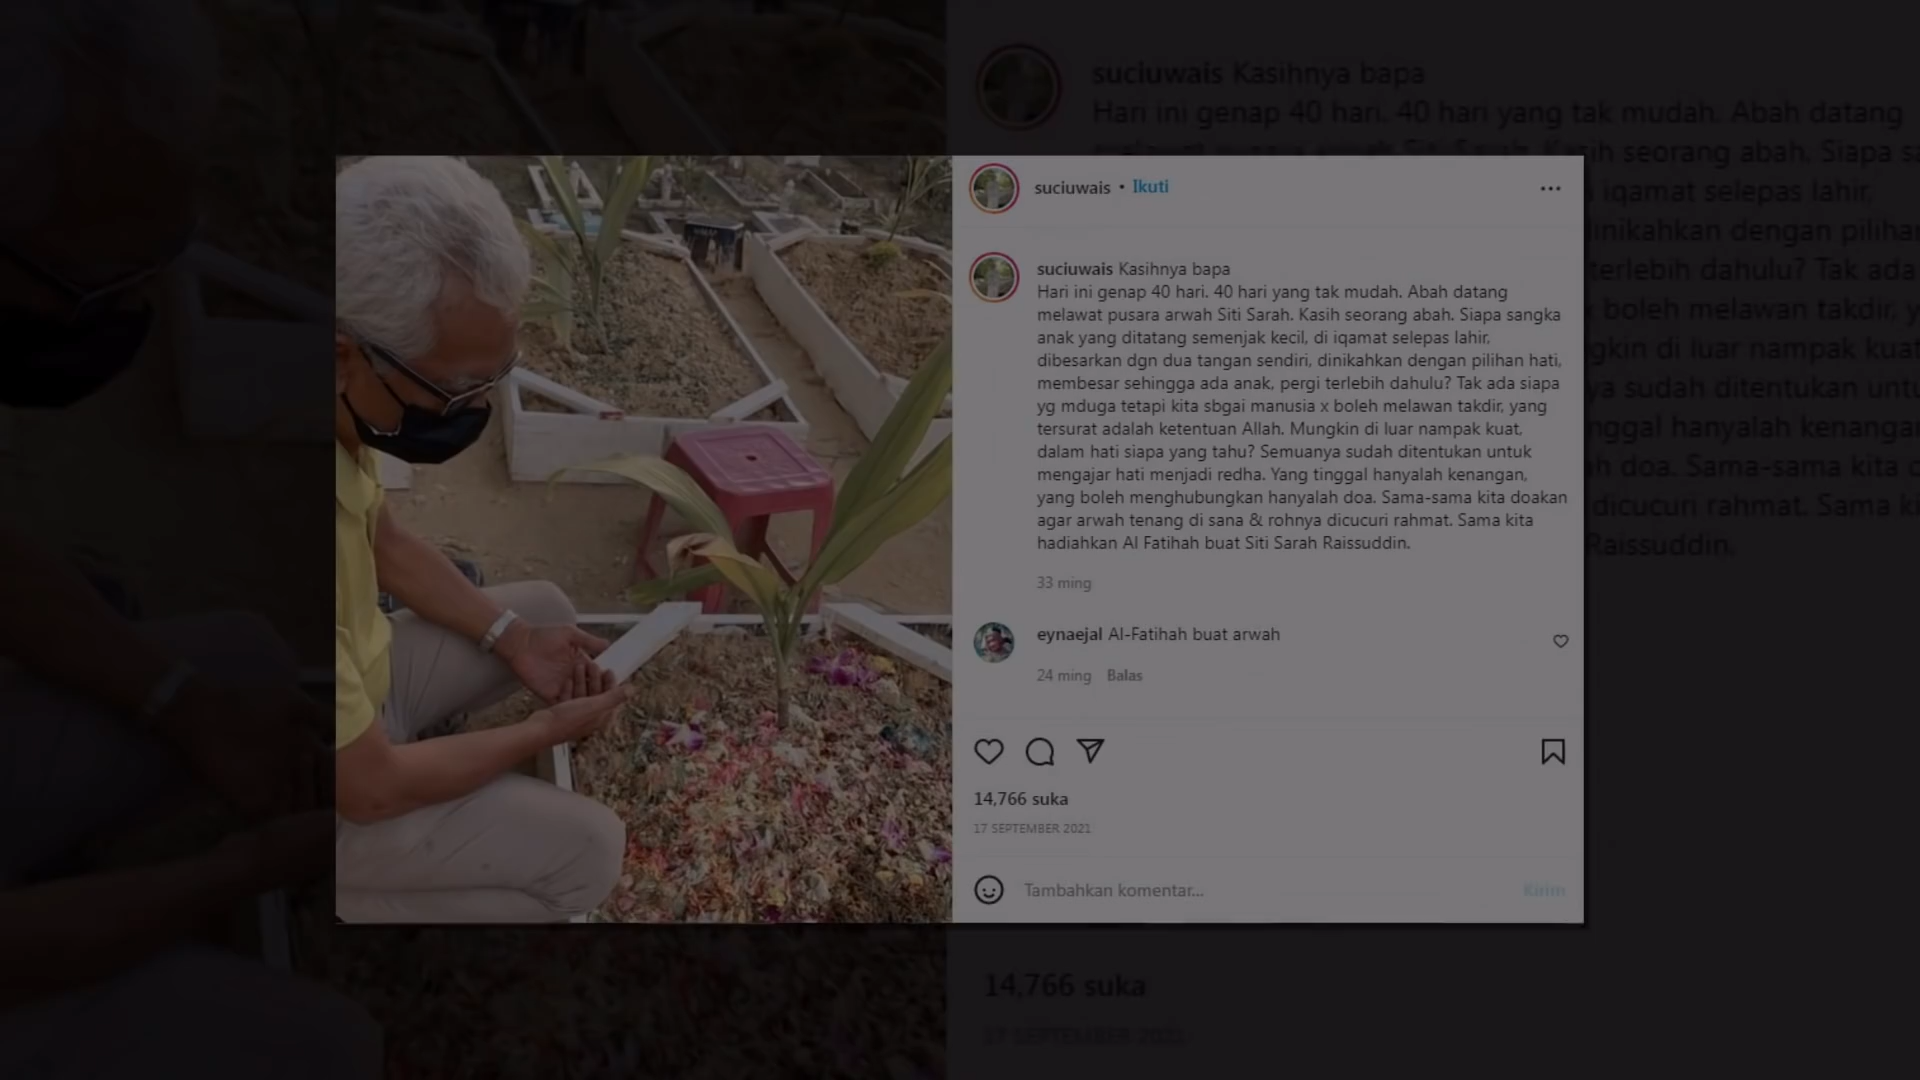 suciuwais Kasihnya bapa
Hari ini genap 40 hari. 40 hari yang tak mudah. Abah datang
suciuwais • Ikuti
suciuwais Kasihnya bapa
Hari ini genap 40 hari. 40 hari yang tak mudah. Abah datang
melawat pusara arwah Siti Sarah. Kasih seorang abah. Siapa sangka
anak yang ditatang semenjak kecil, di iqamat selepas lahir,
dibesarkan dgn dua tangan sendiri, dinikahkan dengan pilihan hati,
membesar sehingga ada anak, pergi terlebih dahulu? Tak ada siapa
yg mduga tetapi kita sbgai manusia x boleh melawan takdir, yang
tersurat adalah ketentuan Allah. Mungkin di luar nampak kuat,
dalam hati siapa yang tahu? Semuanya sudah ditentukan untuk
mengajar hati menjadi redha. Yang tinggal hanyalah kenangan,
yang boleh menghubungkan hanyalah doa. Sama-sama kita doakan
agar arwah tenang di sana & rohnya dicucuri rahmat. Sama kita
hadiahkan Al Fatihah buat Siti Sarah Raissuddin.
33 ming
eynaejal Al-Fatihah buat arwah
24 ming Balas
14,766 suka
17 SEPTEMBER 2021
Tambahkan komentar... Kirim
14,766 suka
17 SEPTEMBER 2021